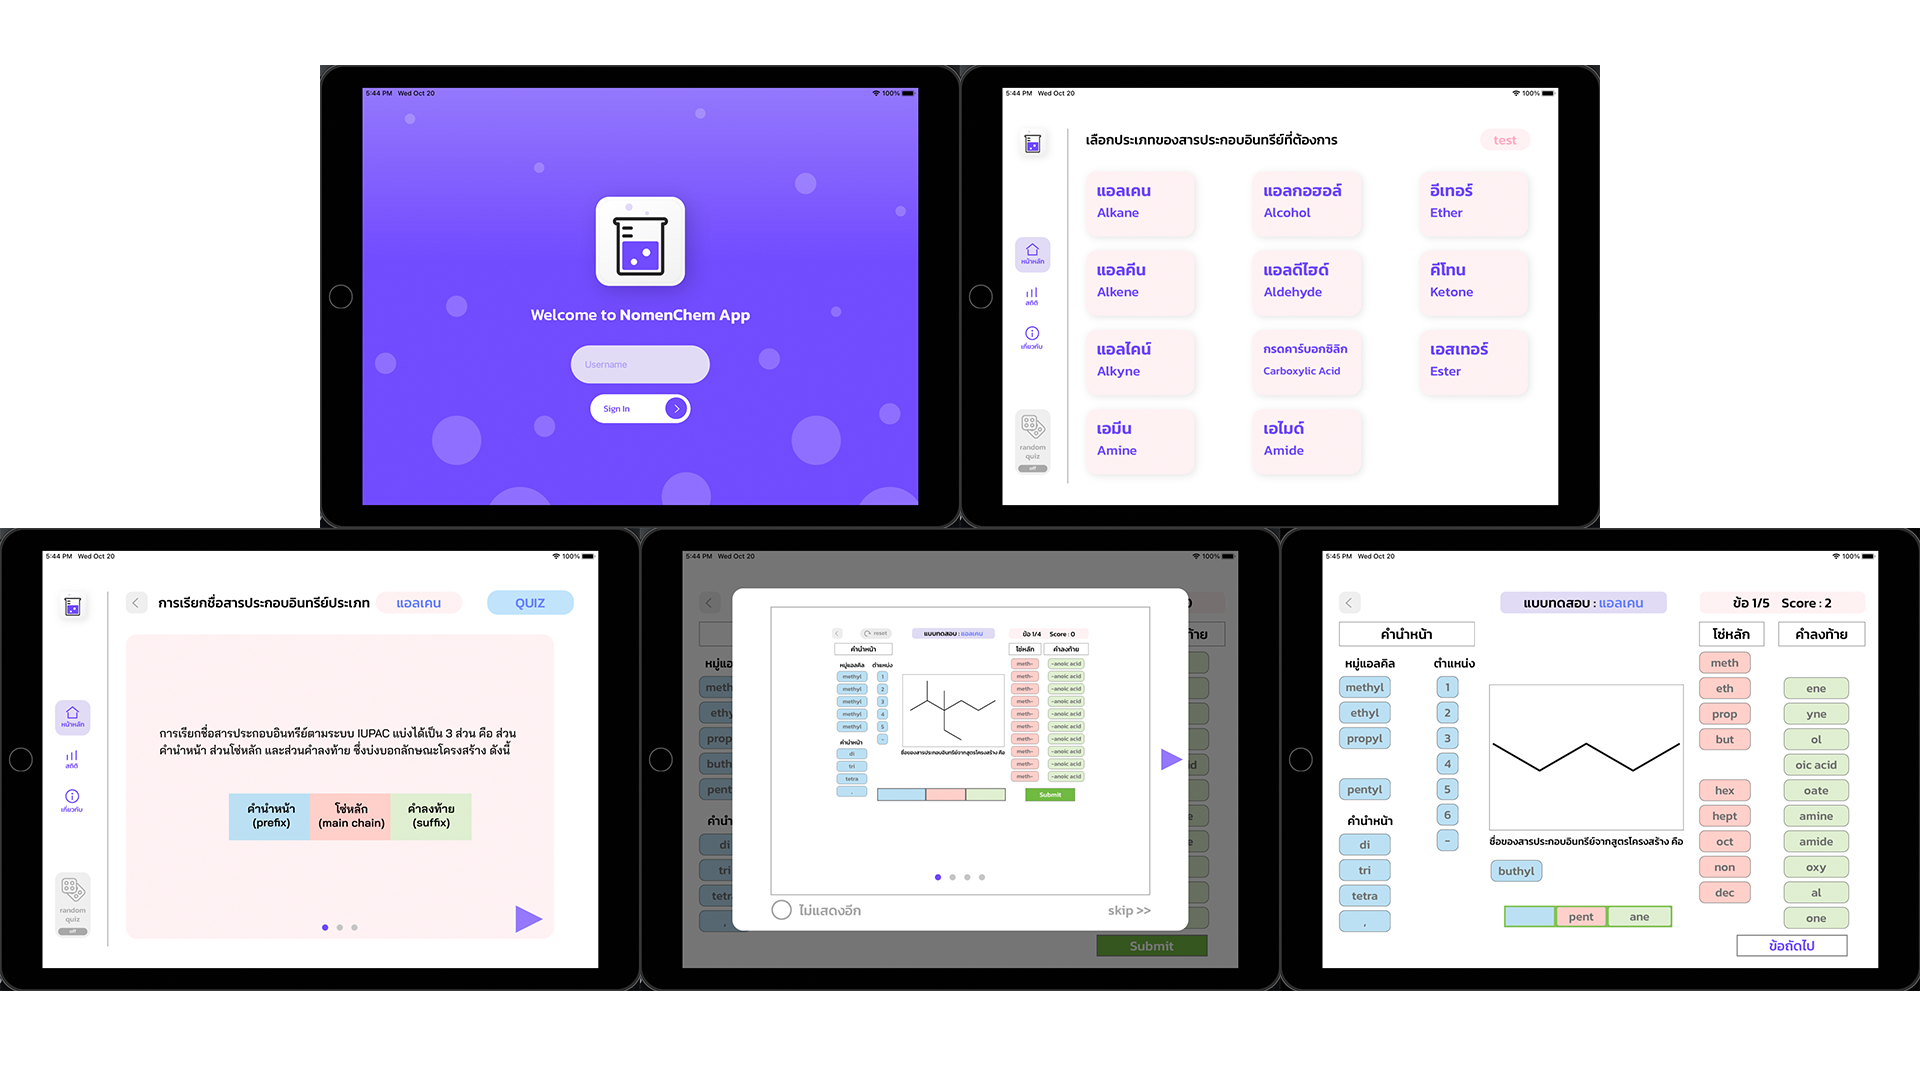 5:44 PM Wed Oct 20
100%
Welcome to NomenChem App
Username
Sign In
5:44 PM Wed Oct 20
100%
เลือกประเภทของสารประกอบอินทรีย์ที่ต้องการ
test
แอลเคน
Alkane
แอลกอฮอล์
Alcohol
อีเทอร์
Ether
แอลคีน
Alkene
แอลดีไฮด์
Aldehyde
คีโทน
Ketone
แอลไคน์
Alkyne
กรดคาร์บอกซิลิก
Carboxylic Acid
เอสเทอร์
Ester
เอมีน
Amine
เอไมด์
Amide
หน้าหลัก
สถิติ
เกี่ยวกับ
random
quiz
off
5:44 PM Wed Oct 20
100%
การเรียกชื่อสารประกอบอินทรีย์ประเภท
แอลเคน
QUIZ
การเรียกชื่อสารประกอบอินทรีย์ตามระบบ IUPAC แบ่งได้เป็น 3 ส่วน คือ ส่วน
คำนำหน้า ส่วนโซ่หลัก และส่วนคำลงท้าย ซึ่งบ่งบอกลักษณะโครงสร้าง ดังนี้
คำนำหน้า
(prefix)
โซ่หลัก
(main chain)
คำลงท้าย
(suffix)
หน้าหลัก
สถิติ
เกี่ยวกับ
random
quiz
off
5:44 PM Wed Oct 20
100%
reset
แบบทดสอบ : แอลเคน
ข้อ 1/4 Score : 0
คำนำหน้า
โซ่หลัก
คำลงท้าย
หมู่แอลคิล
ตำแหน่ง
methyl
methyl
methyl
methyl
methyl
1
2
3
4
5
-
คำนำหน้า
di
tri
tetra
,
meth-
meth-
meth-
meth-
meth-
meth-
meth-
meth-
meth-
meth-
-anoic acid
-anoic acid
-anoic acid
-anoic acid
-anoic acid
-anoic acid
-anoic acid
-anoic acid
-anoic acid
-anoic acid
ชื่อของสารประกอบอินทรีย์จากสูตรโครงสร้าง คือ
Submit
ไม่แสดงอีก
skip >>
หมู่แอ
meth
ethy
prop
buth
pent
คำนำ
di
tri
tetr
,
ท้าย
Submit
5:45 PM Wed Oct 20
100%
แบบทดสอบ : แอลเคน
ข้อ 1/5 Score : 2
คำนำหน้า
โซ่หลัก
คำลงท้าย
หมู่แอลคิล
ตำแหน่ง
methyl
ethyl
propyl
pentyl
คำนำหน้า
di
tri
tetra
,
1
2
3
4
5
6
-
ชื่อของสารประกอบอินทรีย์จากสูตรโครงสร้าง คือ
buthyl
pent
ane
meth
eth
prop
but
hex
hept
oct
non
dec
ene
yne
ol
oic acid
oate
amine
amide
oxy
al
one
ข้อถัดไป